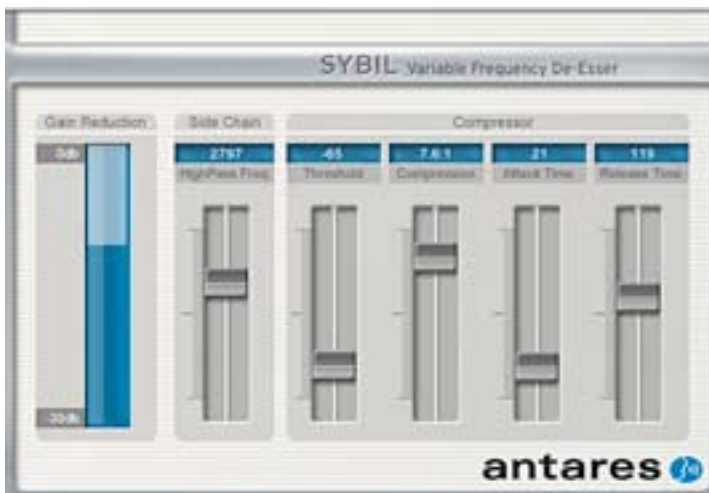 SYBIL Variable Frequency De-Esser
Gain Reduction Side Chain Compressor
0db 2797 -65 7.6:1 21 119
HighPass Freq. Threshold Compression Attack Time Release Time
-30db
antares